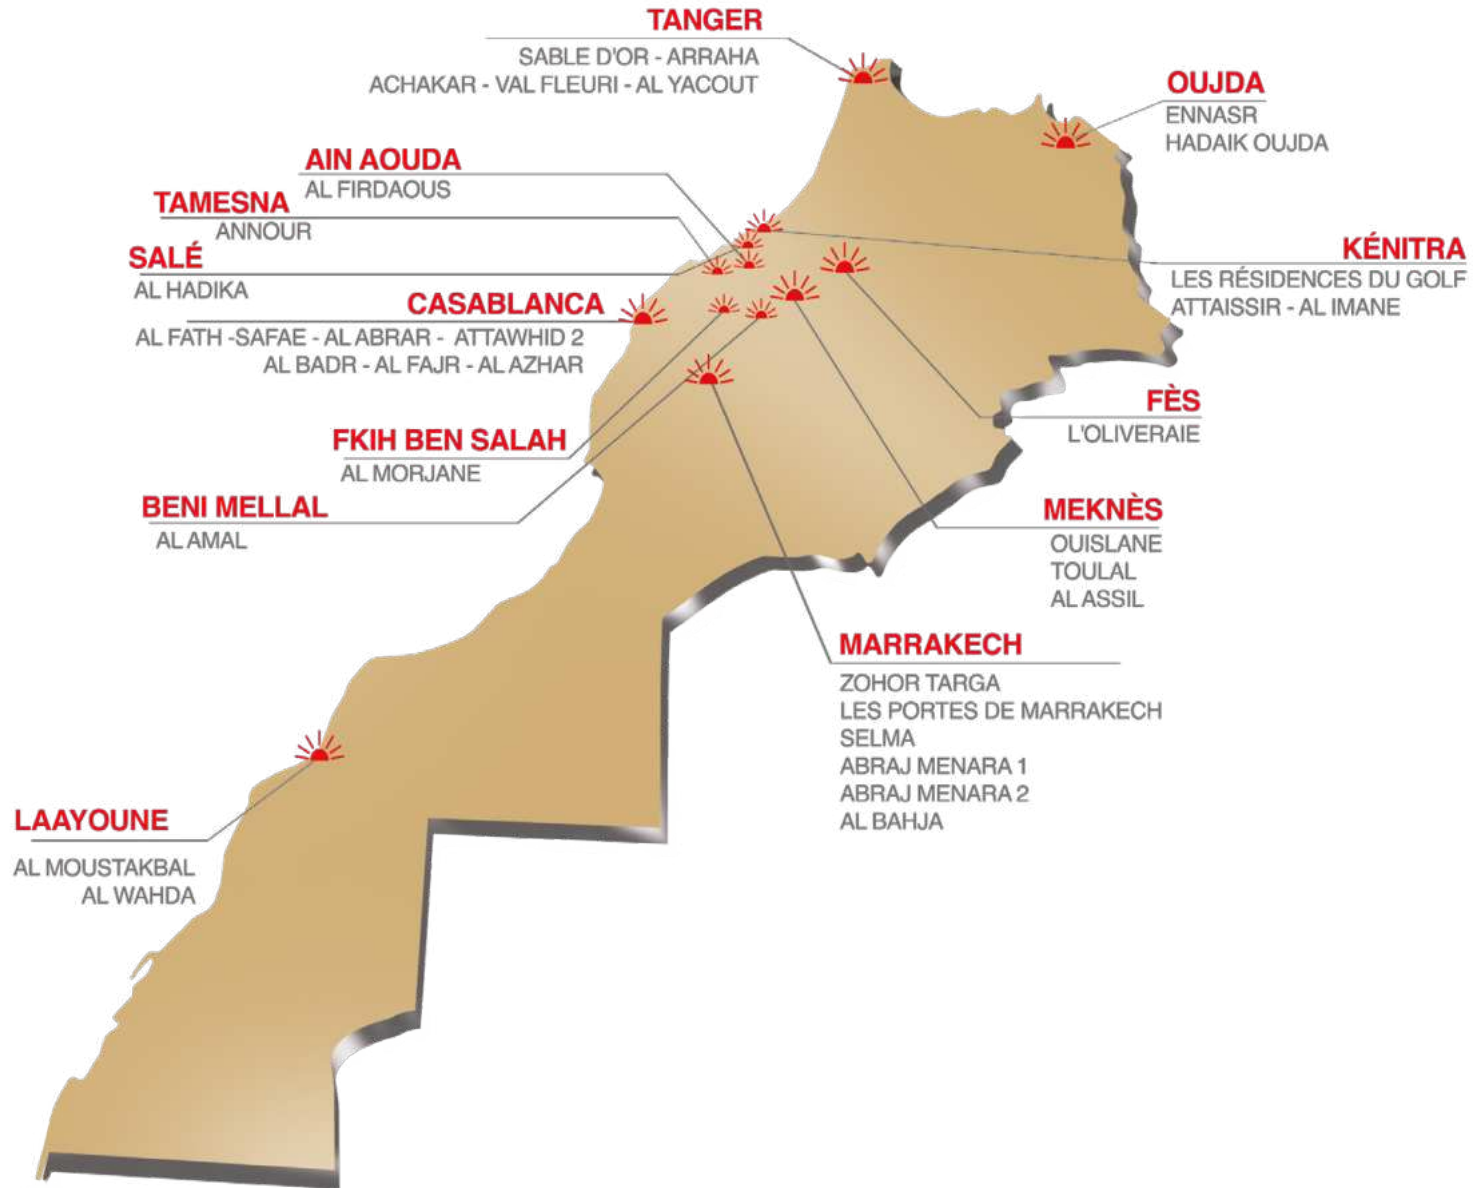 TANGER
SABLE D'OR - ARRAHA
ACHAKAR - VAL FLEURI - AL YACOUT
OUJDA
ENNASR
HADAIK OUJDA
AIN AOUDA
AL FIRDAOUS
TAMESNA
ANNOUR
SALÉ
AL HADIKA
KÉNITRA
LES RÉSIDENCES DU GOLF
ATTAISSIR - AL IMANE
CASABLANCA
AL FATH -SAFAE - AL ABRAR - ATTAWHID 2
AL BADR - AL FAJR - AL AZHAR
FÈS
L'OLIVERAIE
FKIH BEN SALAH
AL MORJANE
BENI MELLAL
AL AMAL
MEKNÈS
OUISLANE
TOULAL
AL ASSIL
MARRAKECH
ZOHOR TARGA
LES PORTES DE MARRAKECH
SELMA
ABRAJ MENARA 1
ABRAJ MENARA 2
AL BAHJA
LAAYOUNE
AL MOUSTAKBAL
AL WAHDA